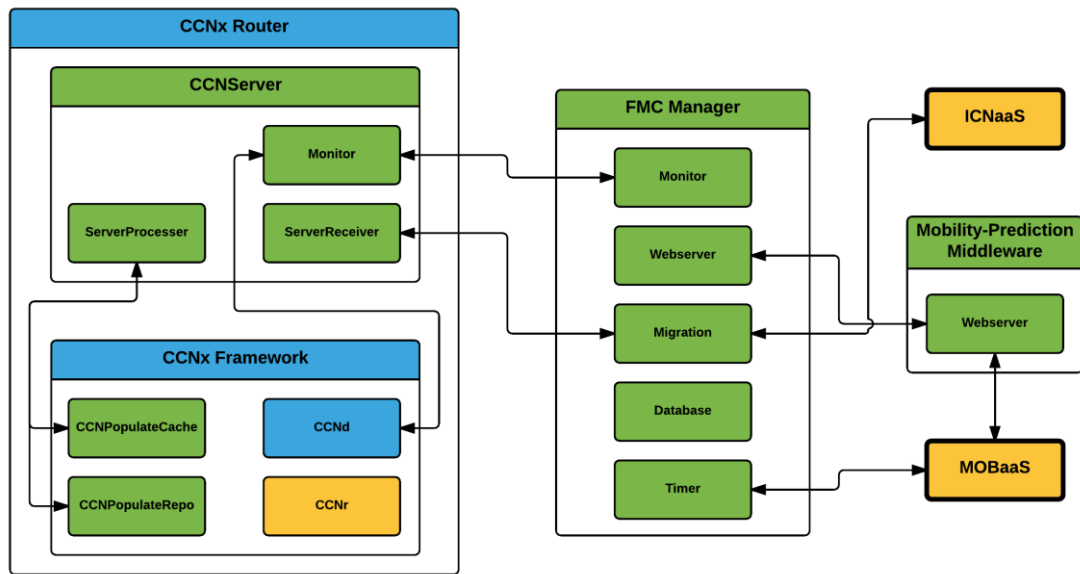 CCNx Router
CCNServer
Monitor
ServerProcesser
ServerReceiver
CCNx Framework
CCNPopulateCache
CCNd
CCNPopulateRepo
CCNr
FMC Manager
Monitor
Webserver
Migration
Database
Timer
ICNaaS
Mobility-Prediction
Middleware
Webserver
MOBaaS